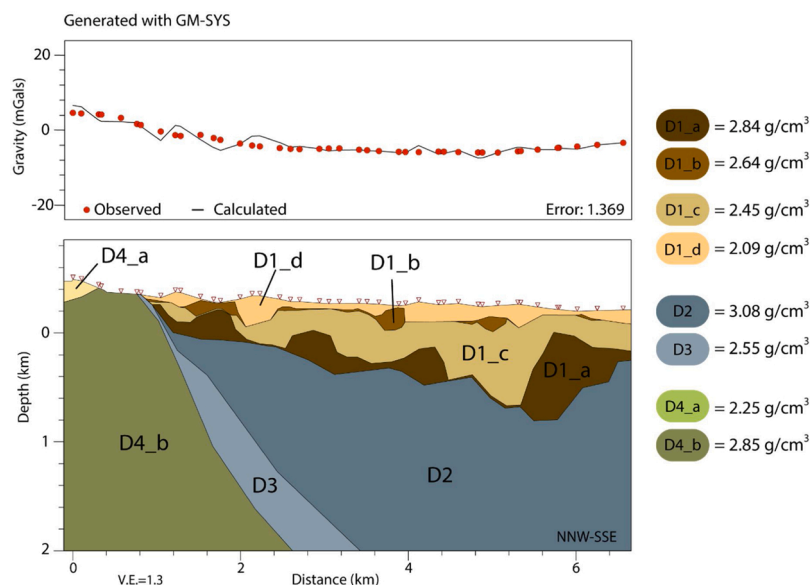 Generated with GM-SYS
20
0
-20
Gravity (mGals)
Observed
Calculated
Error: 1.369
D4_a
D1_d
D1_b
D1_c
D1_a
D4_b
D3
D2
NNW-SSE
0
1
2
Depth (km)
0
2
4
6
V.E.=1.3
Distance (km)
D1_a = 2.84 g/cm³
D1_b = 2.64 g/cm³
D1_c = 2.45 g/cm³
D1_d = 2.09 g/cm³
D2 = 3.08 g/cm³
D3 = 2.55 g/cm³
D4_a = 2.25 g/cm³
D4_b = 2.85 g/cm³